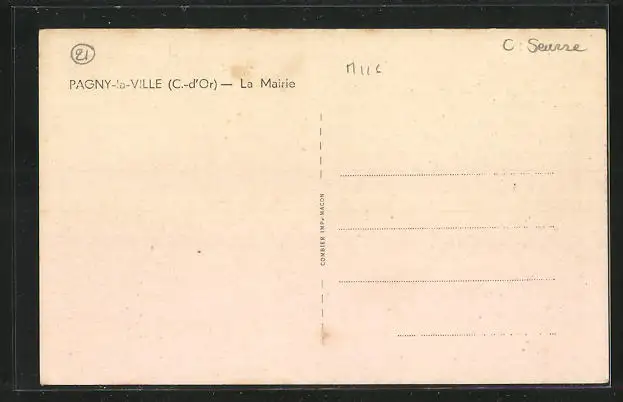 21
C. Seurre
PAGNY-la-VILLE (C.-d'Or) — La Mairie
COMBIER IMP. MACON